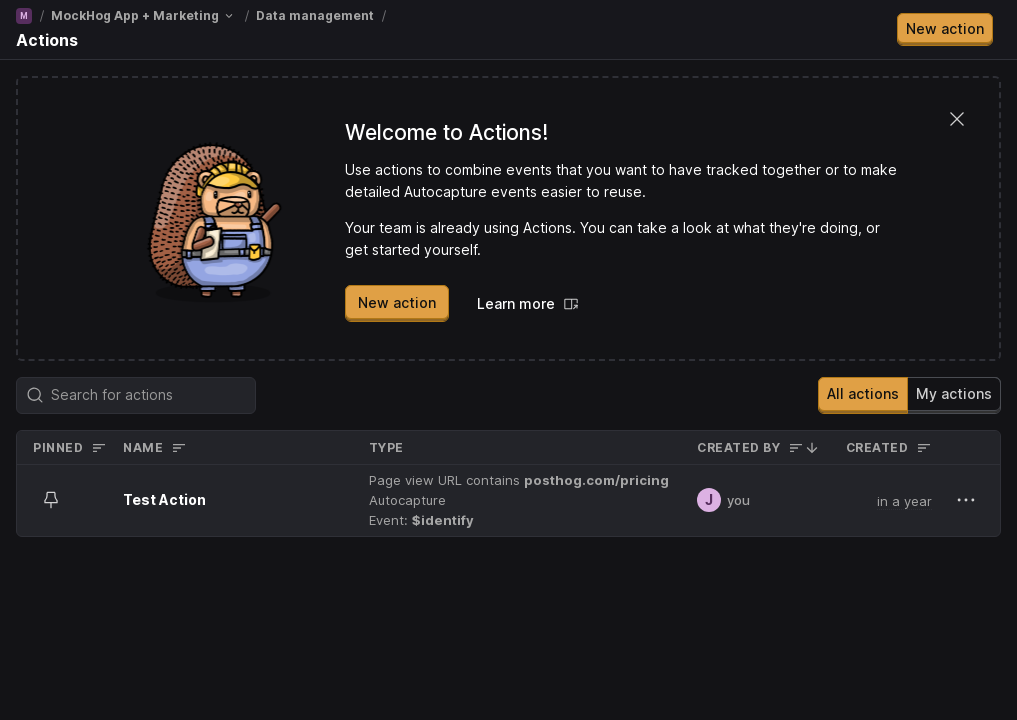 M / MockHog App + Marketing / Data management /
Actions
New action
Welcome to Actions!
Use actions to combine events that you want to have tracked together or to make
detailed Autocapture events easier to reuse.
Your team is already using Actions. You can take a look at what they're doing, or
get started yourself.
New action Learn more
Search for actions
All actions My actions
PINNED NAME TYPE CREATED BY CREATED
Page view URL contains posthog.com/pricing
Test Action Autocapture J you in a year
Event: $identify